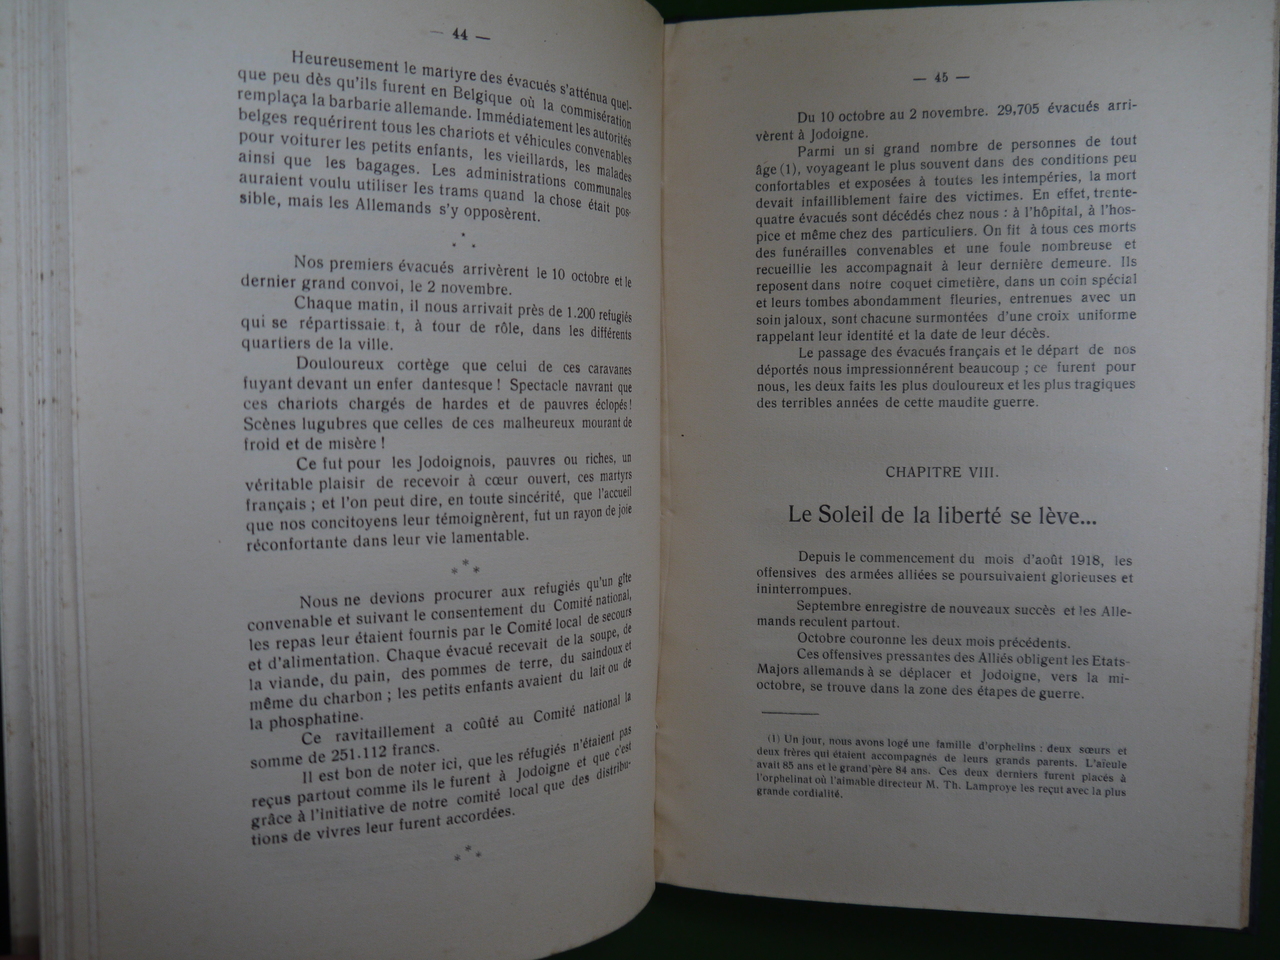 — 44 —
Heureusement le martyre des évacués s'atténua quel-
que peu dès qu'ils furent en Belgique où la commisération
remplaça la barbarie allemande. Immédiatement les autorités
belges requérirent tous les chariots et véhicules convenables
pour voiturer les petits enfants, les vieillards, les malades
ainsi que les bagages. Les administrations communales
auraient voulu utiliser les trams quand la chose était pos-
sible, mais les Allemands s'y opposèrent.
* * *
Nos premiers évacués arrivèrent le 10 octobre et le
dernier grand convoi, le 2 novembre.
Chaque matin, il nous arrivait près de 1.200 refugiés
qui se répartissaie t, à tour de rôle, dans les différents
quartiers de la ville.
Douloureux cortège que celui de ces caravanes
fuyant devant un enfer dantesque ! Spectacle navrant que
ces chariots chargés de hardes et de pauvres éclopés!
Scènes lugubres que celles de ces malheureux mourant de
froid et de misère !
Ce fut pour les Jodoignois, pauvres ou riches, un
véritable plaisir de recevoir à cœur ouvert, ces martyrs
français ; et l'on peut dire, en toute sincérité, que l'accueil
que nos concitoyens leur témoignèrent, fut un rayon de joie
réconfortante dans leur vie lamentable.
* * *
Nous ne devions procurer aux refugiés qu'un gîte
convenable et suivant le consentement du Comité national,
les repas leur étaient fournis par le Comité local de secours
et d'alimentation. Chaque évacué recevait de la soupe, de
la viande, du pain, des pommes de terre, du saindoux et
même du charbon ; les petits enfants avaient du lait ou de
la phosphatine.
Ce ravitaillement a coûté au Comité national la
somme de 251.112 francs.
Il est bon de noter ici, que les réfugiés n'étaient pas
reçus partout comme ils le furent à Jodoigne et que c'est
grâce à l'initiative de notre comité local que des distribu-
tions de vivres leur furent accordées.
* * *
— 45 —
Du 10 octobre au 2 novembre. 29,705 évacués arri-
vèrent à Jodoigne.
Parmi un si grand nombre de personnes de tout
âge (1), voyageant le plus souvent dans des conditions peu
confortables et exposées à toutes les intempéries, la mort
devait infailliblement faire des victimes. En effet, trente-
quatre évacués sont décédés chez nous : à l'hôpital, à l'hos-
pice et même chez des particuliers. On fit à tous ces morts
des funérailles convenables et une foule nombreuse et
recueillie les accompagnait à leur dernière demeure. Ils
reposent dans notre coquet cimetière, dans un coin spécial
et leurs tombes abondamment fleuries, entrenues avec un
soin jaloux, sont chacune surmontées d'une croix uniforme
rappelant leur identité et la date de leur décès.
Le passage des évacués français et le départ de nos
déportés nous impressionnérent beaucoup ; ce furent pour
nous, les deux faits les plus douloureux et les plus tragiques
des terribles années de cette maudite guerre.
CHAPITRE VIII.
Le Soleil de la liberté se lève...
Depuis le commencement du mois d'août 1918, les
offensives des armées alliées se poursuivaient glorieuses et
ininterrompues.
Septembre enregistre de nouveaux succès et les Alle-
mands reculent partout.
Octobre couronne les deux mois précédents.
Ces offensives pressantes des Alliés obligent les Etats-
Majors allemands à se déplacer et Jodoigne, vers la mi-
octobre, se trouve dans la zone des étapes de guerre.
(1) Un jour, nous avons logé une famille d'orphelins : deux sœurs et
deux frères qui étaient accompagnés de leurs grands parents. L'aïeule
avait 85 ans et le grand'père 84 ans. Ces deux derniers furent placés à
l'orphelinat où l'aimable directeur M. Th. Lamproye les reçut avec la plus
grande cordialité.